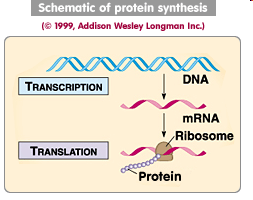 Schematic of protein synthesis
(© 1999, Addison Wesley Longman Inc.)
DNA
TRANSCRIPTION
mRNA
Ribosome
TRANSLATION
Protein